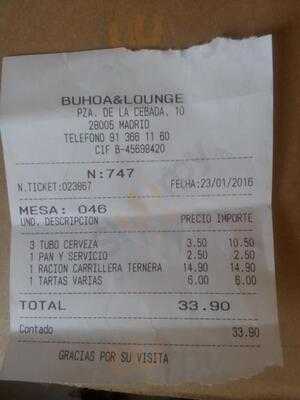 BUHOA&LOUNGE
PZA. DE LA CEBADA, 10
28005 MADRID
TELEFONO 91 366 11 60
CIF B-45698420
N:747
N.TICKET:023867 FECHA:23/01/2016
MESA: 046
UND. DESCRIPCION PRECIO IMPORTE
3 TUBO CERVEZA 3.50 10.50
1 PAN Y SERVICIO 2.50 2.50
1 RACION CARRILLERA TERNERA 14.90 14.90
1 TARTAS VARIAS 6.00 6.00
TOTAL 33.90
Contado 33.90
GRACIAS POR SU VISITA